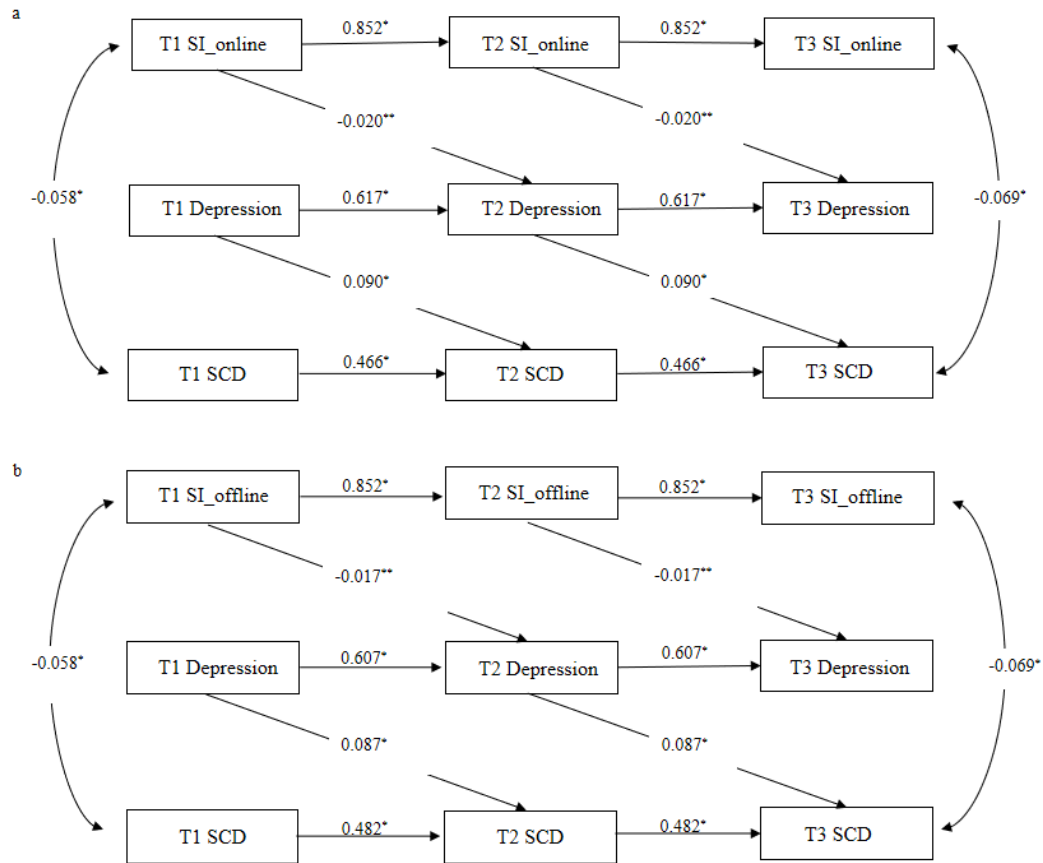 a
T1 SI_online 0.852* T2 SI_online 0.852* T3 SI_online
-0.020** -0.020**
-0.058* T1 Depression 0.617* T2 Depression 0.617* T3 Depression -0.069*
0.090* 0.090*
T1 SCD 0.466* T2 SCD 0.466* T3 SCD
b
T1 SI_offline 0.852* T2 SI_offline 0.852* T3 SI_offline
-0.017** -0.017**
-0.058* T1 Depression 0.607* T2 Depression 0.607* T3 Depression -0.069*
0.087* 0.087*
T1 SCD 0.482* T2 SCD 0.482* T3 SCD